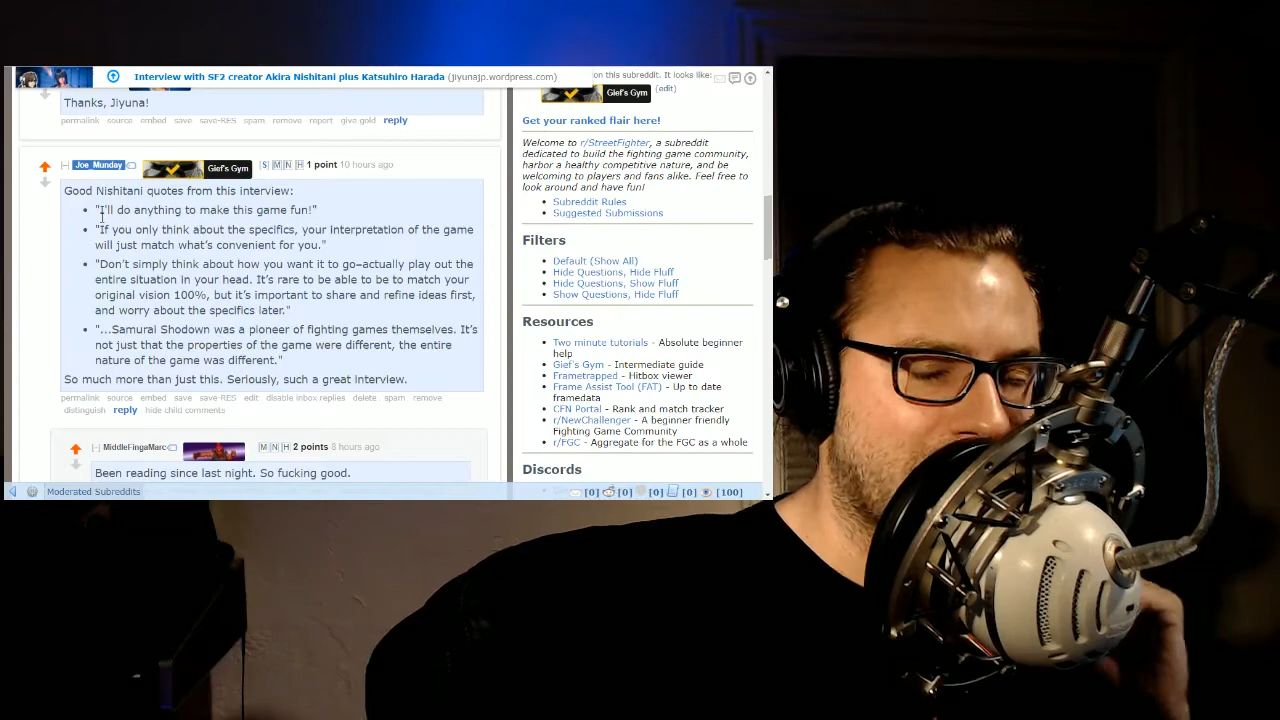 Interview with SF2 creator Akira Nishitani plus Katsuhiro Harada (jiyunajp.wordpress.com)
on this subreddit. It looks like:
Thanks, Jiyuna!
permalink source embed save save-RES spam remove report give gold reply
[–] Joe_Munday Gief's Gym [S] [M][N][H] 1 point 10 hours ago
Good Nishitani quotes from this interview:
• "I'll do anything to make this game fun!"
• "If you only think about the specifics, your interpretation of the game
will just match what's convenient for you."
• "Don't simply think about how you want it to go–actually play out the
entire situation in your head. It's rare to be able to be to match your
original vision 100%, but it's important to share and refine ideas first,
and worry about the specifics later."
• "...Samurai Shodown was a pioneer of fighting games themselves. It's
not just that the properties of the game were different, the entire
nature of the game was different."
So much more than just this. Seriously, such a great interview.
permalink source embed save save-RES edit disable inbox replies delete spam remove
distinguish reply hide child comments
[–] MiddleFingaMarc [M][N][H] 2 points 8 hours ago
Been reading since last night. So fucking good.
Gief's Gym (edit)
Get your ranked flair here!
Welcome to r/StreetFighter, a subreddit
dedicated to build the fighting game community,
harbor a healthy competitive nature, and be
welcoming to players and fans alike. Feel free to
look around and have fun!
• Subreddit Rules
• Suggested Submissions
Filters
• Default (Show All)
• Hide Questions, Hide Fluff
• Hide Questions, Show Fluff
• Show Questions, Hide Fluff
Resources
• Two minute tutorials - Absolute beginner
help
• Gief's Gym - Intermediate guide
• Frametrapped - Hitbox viewer
• Frame Assist Tool (FAT) - Up to date
framedata
• CFN Portal - Rank and match tracker
• r/NewChallenger - A beginner friendly
Fighting Game Community
• r/FGC - Aggregate for the FGC as a whole
Discords
Moderated Subreddits
[0] [0] [0] [0] [100]